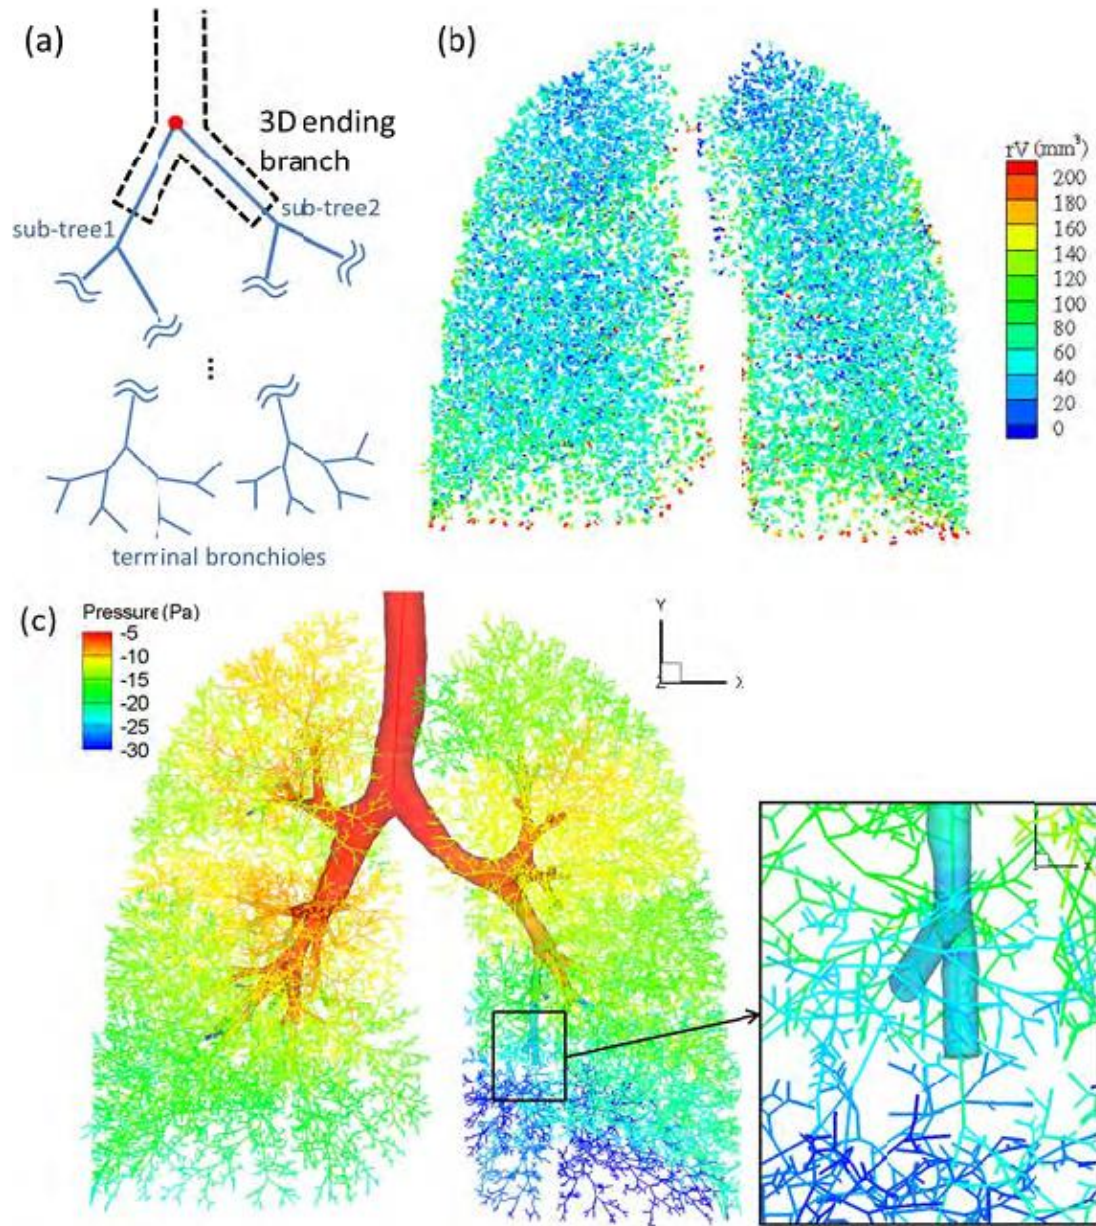 (a)
3D ending
branch
sub-tree1
sub-tree2
terminal bronchioies
(b)
rV (mm³)
200
180
160
140
120
100
80
60
40
20
0
(c)
Pressure (Pa)
-5
-10
-15
-20
-25
-30
Y
Z
X
x